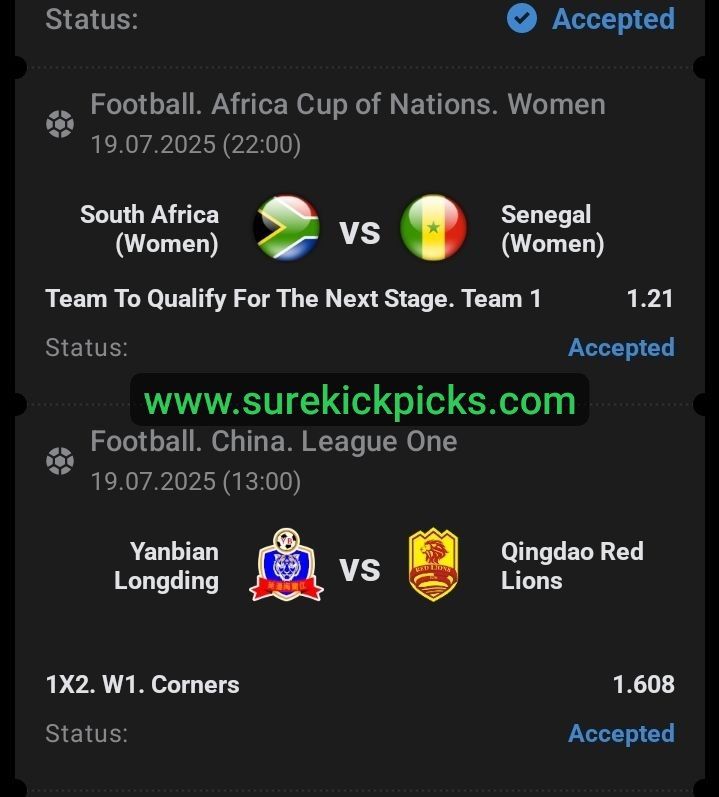 Status:
Accepted
Football. Africa Cup of Nations. Women
19.07.2025 (22:00)
South Africa
(Women)
vs
Senegal
(Women)
Team To Qualify For The Next Stage. Team 1
1.21
Status:
Accepted
www.surekickpicks.com
Football. China. League One
19.07.2025 (13:00)
Yanbian
Longding
vs
RED LIONS
Qingdao Red
Lions
1X2. W1. Corners
1.608
Status:
Accepted